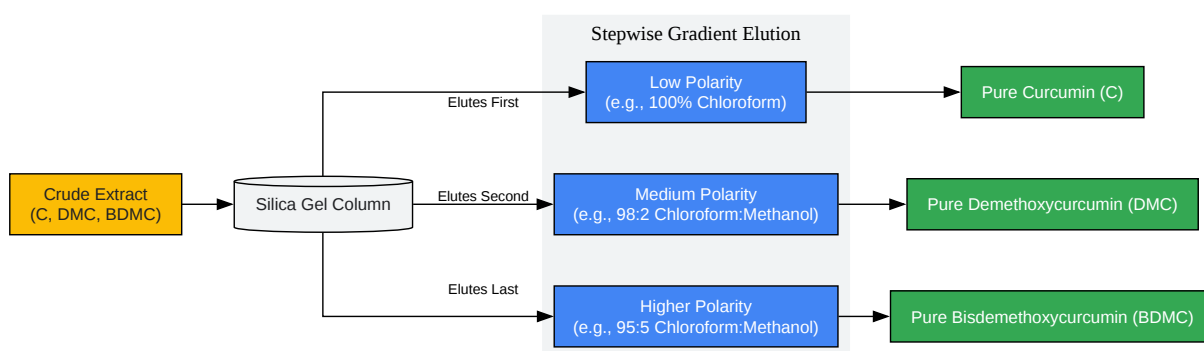 Stepwise Gradient Elution
Low Polarity
(e.g., 100% Chloroform)
Pure Curcumin (C)
Elutes First
Crude Extract
(C, DMC, BDMC)
Silica Gel Column
Elutes Second
Medium Polarity
(e.g., 98:2 Chloroform:Methanol)
Pure Demethoxycurcumin (DMC)
Elutes Last
Higher Polarity
(e.g., 95:5 Chloroform:Methanol)
Pure Bisdemethoxycurcumin (BDMC)